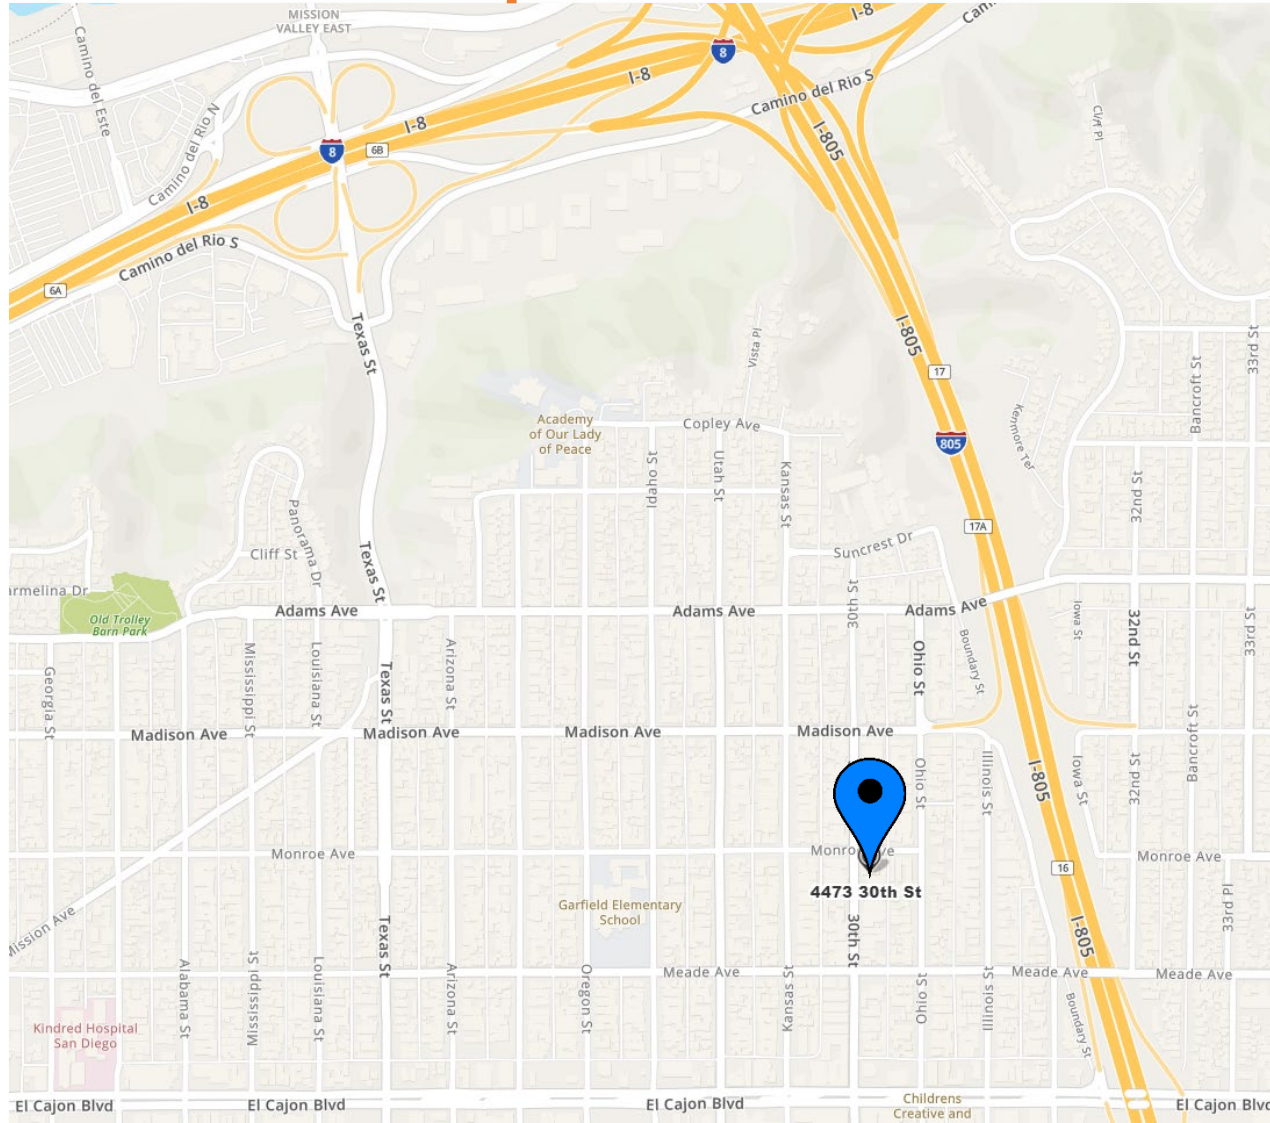 MISSION
VALLEY EAST
I-8
Cam
8
I-8
Camino del Este
Camino del Rio S
Camino del Rio N
I-8
I-805
Cliff Pl
8
6B
I-8
Camino del Rio S
6A
Texas St
I-805
Vista Pl
33rd St
Bancroft St
17
Academy
of Our Lady
of Peace
Copley Ave
Kenmore Ter
805
Idaho St
Utah St
Kansas St
32nd St
Panorama Dr
17A
Suncrest Dr
Cliff St
Texas St
armelina Dr
30th St
Old Trolley
Barn Park
Adams Ave
Adams Ave
Adams Ave
Iowa St
32nd St
33rd St
Georgia St
Mississippi St
Louisiana St
Texas St
Arizona St
Ohio St
Boundary St
Madison Ave
Madison Ave
Madison Ave
Madison Ave
Bancroft St
Ohio St
Illinois St
I-805
Iowa St
32nd St
Monroe Ave
Monroe Ave
Monroe Ave
16
4473 30th St
33rd Pl
Garfield Elementary
School
Mission Ave
Texas St
30th St
I-805
Meade Ave
Meade Ave
Meade Ave
Alabama St
Mississippi St
Louisiana St
Arizona St
Oregon St
Kansas St
Ohio St
Illinois St
Boundary St
Kindred Hospital
San Diego
El Cajon Blvd
El Cajon Blvd
El Cajon Blvd
Childrens
Creative and
El Cajon Blvd